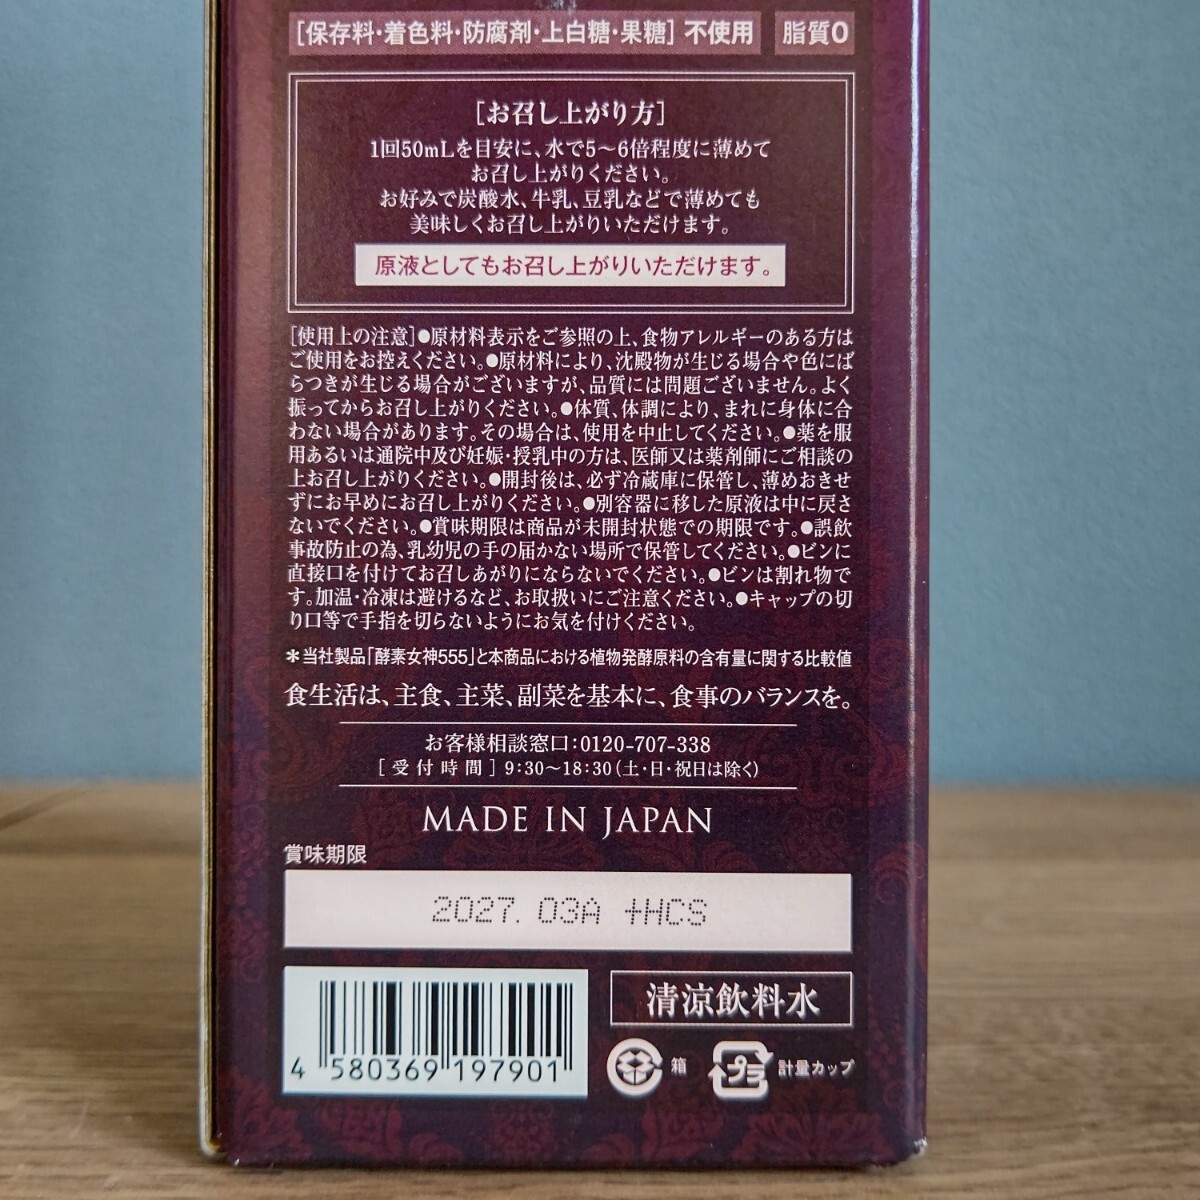 [保存料・着色料・防腐剤・上白糖・果糖] 不使用 脂質0
[お召し上がり方]
1回50mLを目安に、水で5〜6倍程度に薄めて
お召し上がりください。
お好みで炭酸水、牛乳、豆乳などで薄めても
美味しくお召し上がりいただけます。
原液としてもお召し上がりいただけます。
[使用上の注意]●原材料表示をご参照の上、食物アレルギーのある方は
ご使用をお控えください。●原材料により、沈殿物が生じる場合や色にば
らつきが生じる場合がございますが、品質には問題ございません。よく
振ってからお召し上がりください。●体質、体調により、まれに身体に合
わない場合があります。その場合は、使用を中止してください。●薬を服
用あるいは通院中及び妊娠・授乳中の方は、医師又は薬剤師にご相談の
上お召し上がりください。●開封後は、必ず冷蔵庫に保管し、薄めおきせ
ずにお早めにお召し上がりください。●別容器に移した原液は中に戻さ
ないでください。●賞味期限は商品が未開封状態での期限です。●誤飲
事故防止の為、乳幼児の手の届かない場所で保管してください。●ビンに
直接口を付けてお召しあがりにならないでください。●ビンは割れ物で
す。加温・冷凍は避けるなど、お取扱いにご注意ください。●キャップの切
り口等で手指を切らないようにお気を付けください。
＊当社製品「酵素女神555」と本商品における植物発酵原料の含有量に関する比較値
食生活は、主食、主菜、副菜を基本に、食事のバランスを。
お客様相談窓口：0120-707-338
[受付時間] 9:30〜18:30（土・日・祝日は除く）
MADE IN JAPAN
賞味期限
2027. 03A +HCS
4 580369 197901
清涼飲料水
箱 プラ 計量カップ